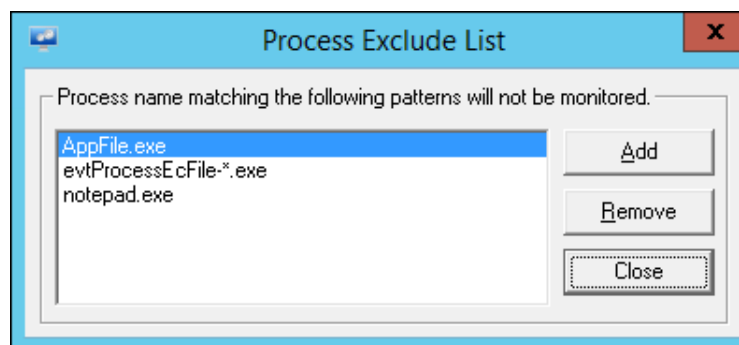 Process Exclude List
x
Process name matching the following patterns will not be monitored.
AppFile.exe
evtProcessEcFile-*.exe
notepad.exe
Add
Remove
Close